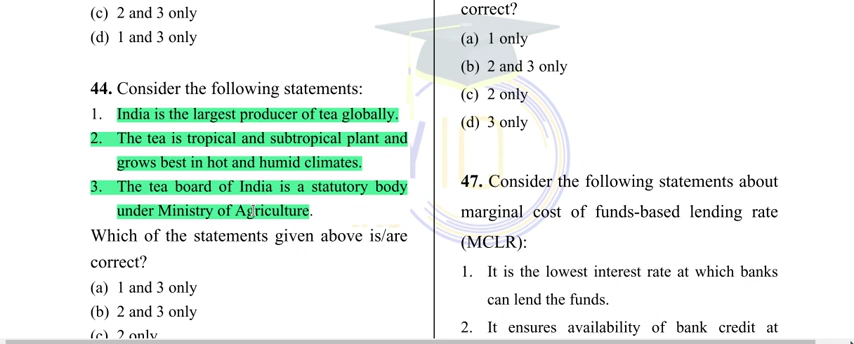 (c) 2 and 3 only
(d) 1 and 3 only
44. Consider the following statements:
1. India is the largest producer of tea globally.
2. The tea is tropical and subtropical plant and
grows best in hot and humid climates.
3. The tea board of India is a statutory body
under Ministry of Agriculture.
Which of the statements given above is/are
correct?
(a) 1 and 3 only
(b) 2 and 3 only
(c) 2 only
correct?
(a) 1 only
(b) 2 and 3 only
(c) 2 only
(d) 3 only
47. Consider the following statements about
marginal cost of funds-based lending rate
(MCLR):
1. It is the lowest interest rate at which banks
can lend the funds.
2. It ensures availability of bank credit at